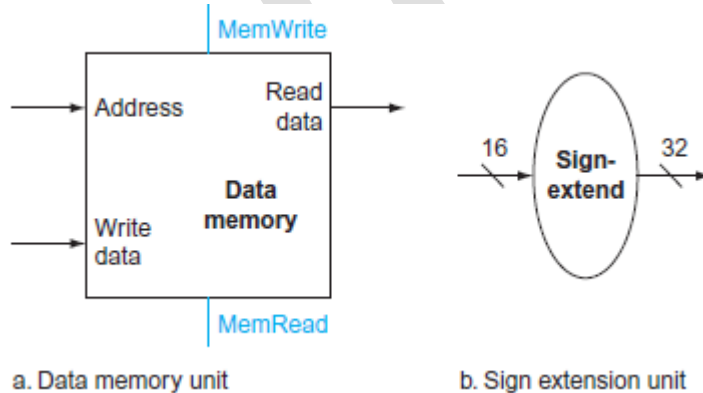 MemWrite
Address
Read
data
Data
memory
Write
data
MemRead
16
Sign-
extend
32
a. Data memory unit
b. Sign extension unit